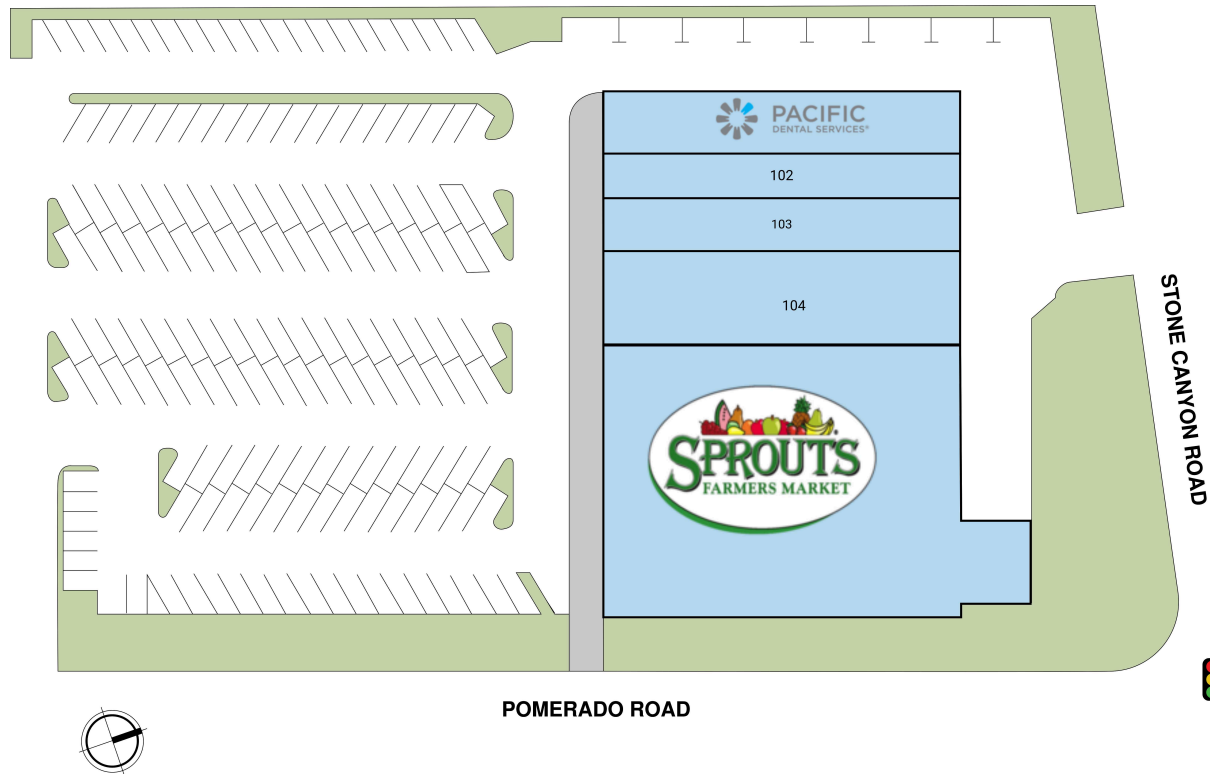 PACIFIC
DENTAL SERVICES®
102
103
104
SPROUTS
FARMERS MARKET
STONE CANYON ROAD
POMERADO ROAD